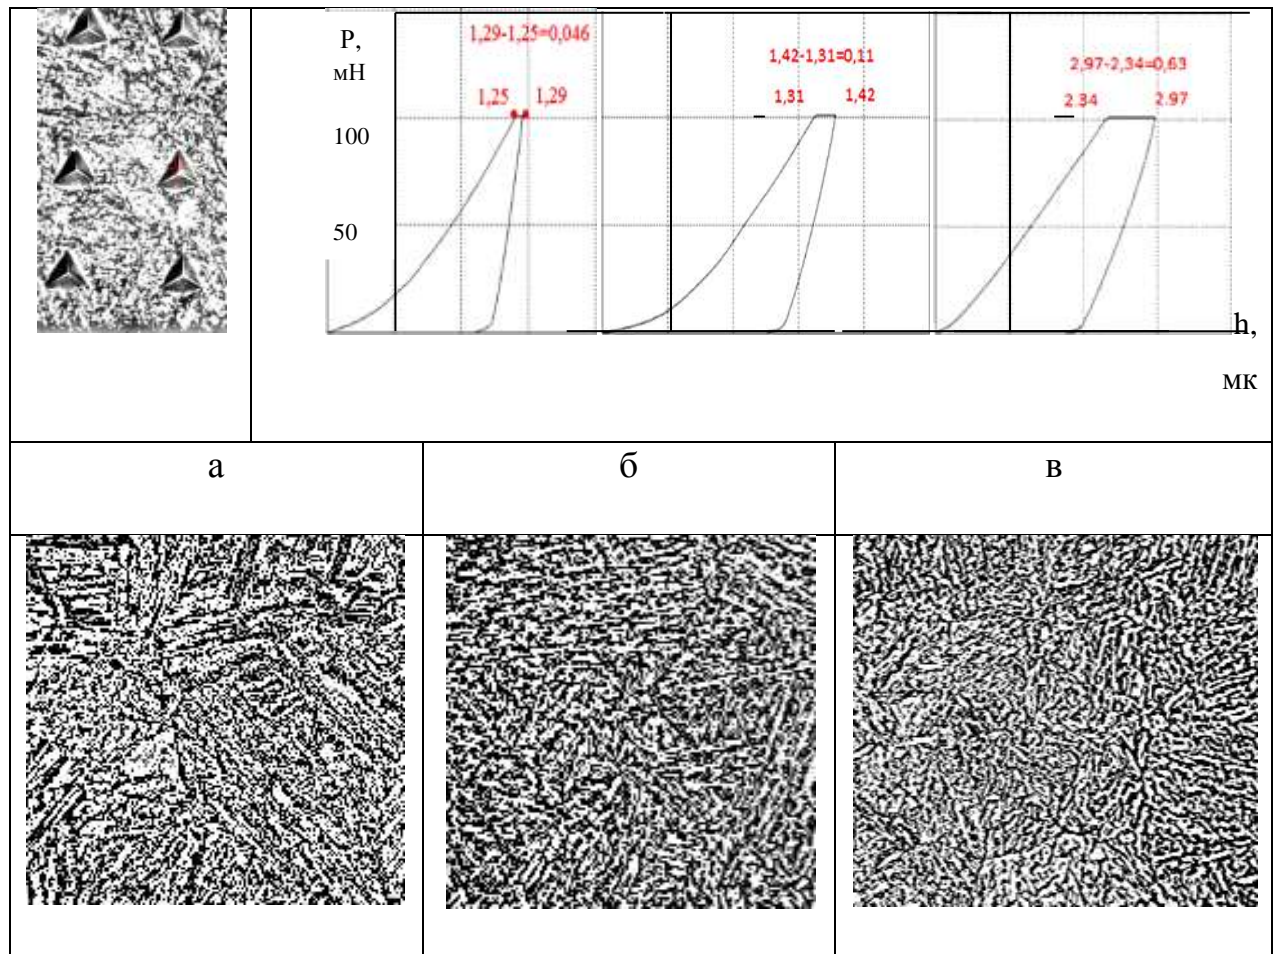 P,
мН
100
50
1,29-1,25=0,046
1,25 1,29
1,42-1,31=0,11
1,31 1,42
2,97-2,34=0,63
2.34 2.97
h,
мк
а
б
в